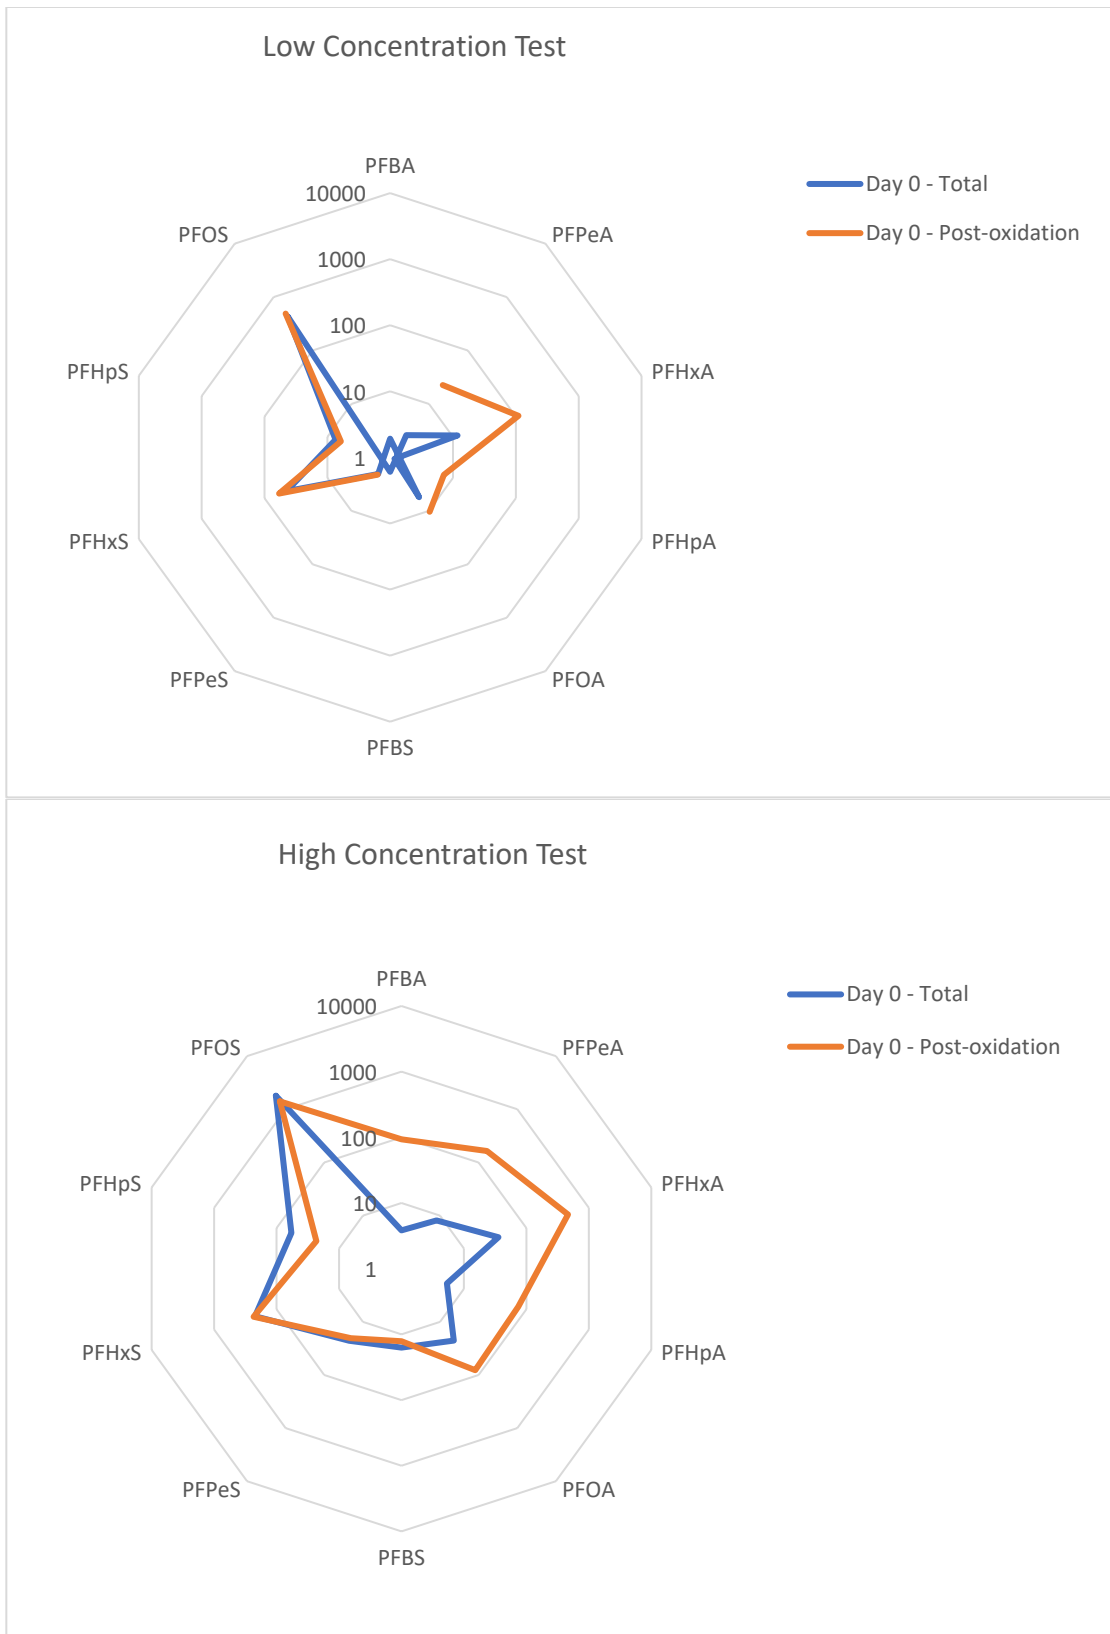 Low Concentration Test
PFBA
10000
Day 0 - Total
PFOS
PFPeA
Day 0 - Post-oxidation
1000
100
PFHpS
PFHxA
10
1
PFHxS
PFHpA
PFPeS
PFOA
PFBS
High Concentration Test
PFBA
Day 0 - Total
10000
PFOS
PFPeA
Day 0 - Post-oxidation
1000
100
PFHpS
PFHxA
10
1
PFHxS
PFHpA
PFPeS
PFOA
PFBS